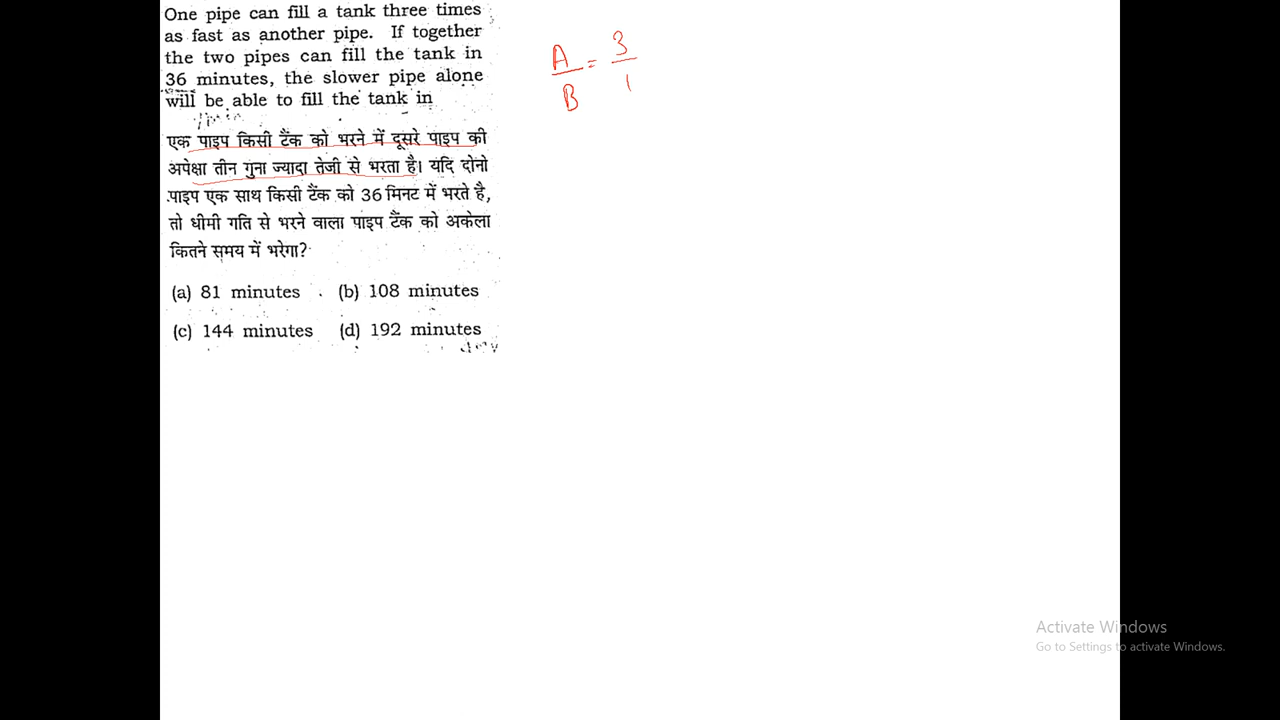 One pipe can fill a tank three times
as fast as another pipe. If together
the two pipes can fill the tank in
36 minutes, the slower pipe alone
will be able to fill the tank in
एक पाइप किसी टैंक को भरने में दूसरे पाइप की
अपेक्षा तीन गुना ज्यादा तेजी से भरता है। यदि दोनो
पाइप एक साथ किसी टैंक को 36 मिनट में भरते है,
तो धीमी गति से भरने वाला पाइप टैंक को अकेला
कितने समय में भरेगा?
(a) 81 minutes (b) 108 minutes
(c) 144 minutes (d) 192 minutes
A/B = 3/1
Activate Windows
Go to Settings to activate Windows.